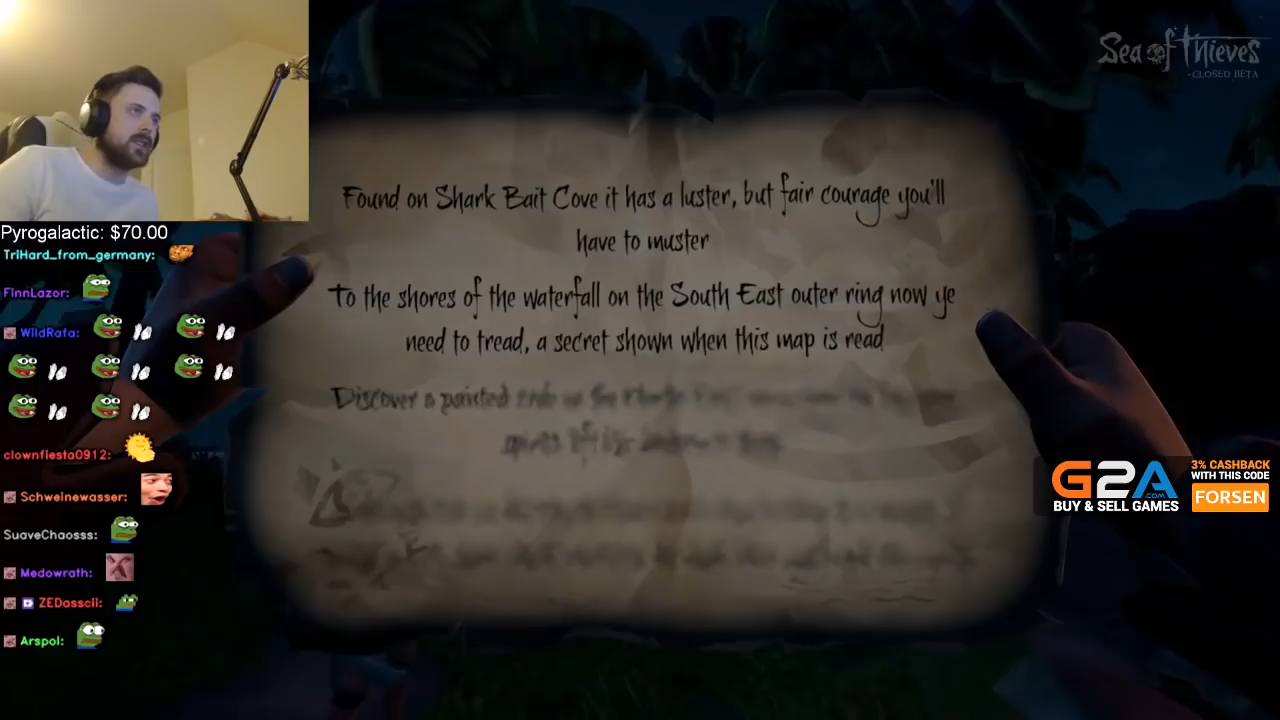 Sea of Thieves
-CLOSED BETA
Found on Shark Bait Cove it has a luster, but fair courage you'll
have to muster
To the shores of the waterfall on the South East outer ring now ye
need to tread, a secret shown when this map is read
Discover a painted
Pyrogalactic: $70.00
TriHard_from_germany:
FinnLazor:
WildRafa:
clownfiesta0912:
Schweinewasser:
SuaveChaosss:
Medowrath:
ZEDasscii:
Arspol:
G2A.COM
BUY & SELL GAMES
3% CASHBACK
WITH THIS CODE
FORSEN